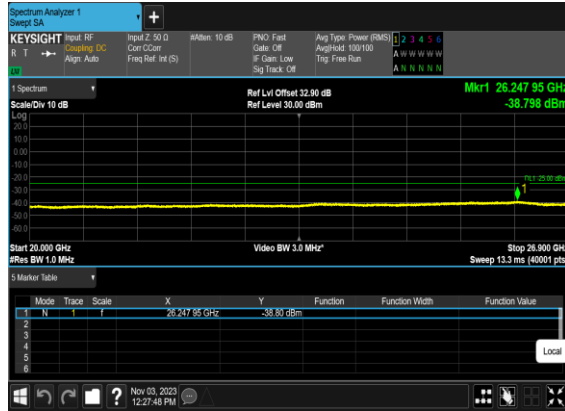 Spectrum Analyzer 1
Swept SA
+
KEYSIGHT Input: RF Input Z: 50 Ω #Atten: 10 dB PNO: Fast Avg Type: Power (RMS) 1 2 3 4 5 6
R T Coupling: DC Corr CCorr Gate: Off Avg|Hold: 100/100 A W W W W W
Align: Auto Freq Ref: Int (S) IF Gain: Low Trig: Free Run
Sig Track: Off A N N N N N
1 Spectrum Ref Lvl Offset 32.90 dB Mkr1 26.247 95 GHz
Scale/Div 10 dB Ref Level 30.00 dBm -38.798 dBm
Log
20.0
10.0
0.00
-10.0
-20.0
DL1 -25.00 dBm
-30.0
1
-40.0
-50.0
-60.0
Start 20.000 GHz Video BW 3.0 MHz* Stop 26.900 GHz
#Res BW 1.0 MHz Sweep 13.3 ms (40001 pts)
5 Marker Table
Mode Trace Scale X Y Function Function Width Function Value
1 N 1 f 26.247 95 GHz -38.80 dBm
2
3
4
5
6
Local
? Nov 03, 2023
12:27:48 PM